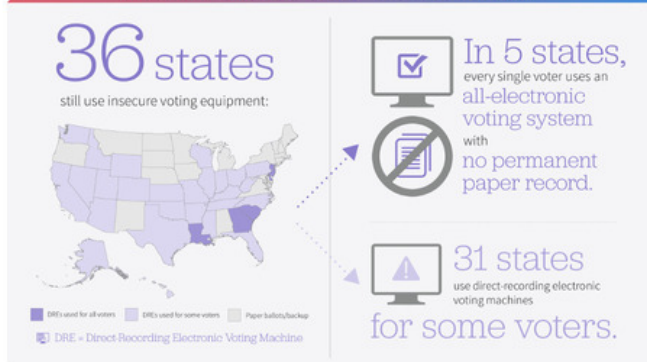 36 states
still use insecure voting equipment:
DREs used for all voters
DREs used for some voters
Paper ballots/backup
DRE = Direct-Recording Electronic Voting Machine
In 5 states,
every single voter uses an
all-electronic
voting system
with
no permanent
paper record.
31 states
use direct-recording electronic
voting machines
for some voters.